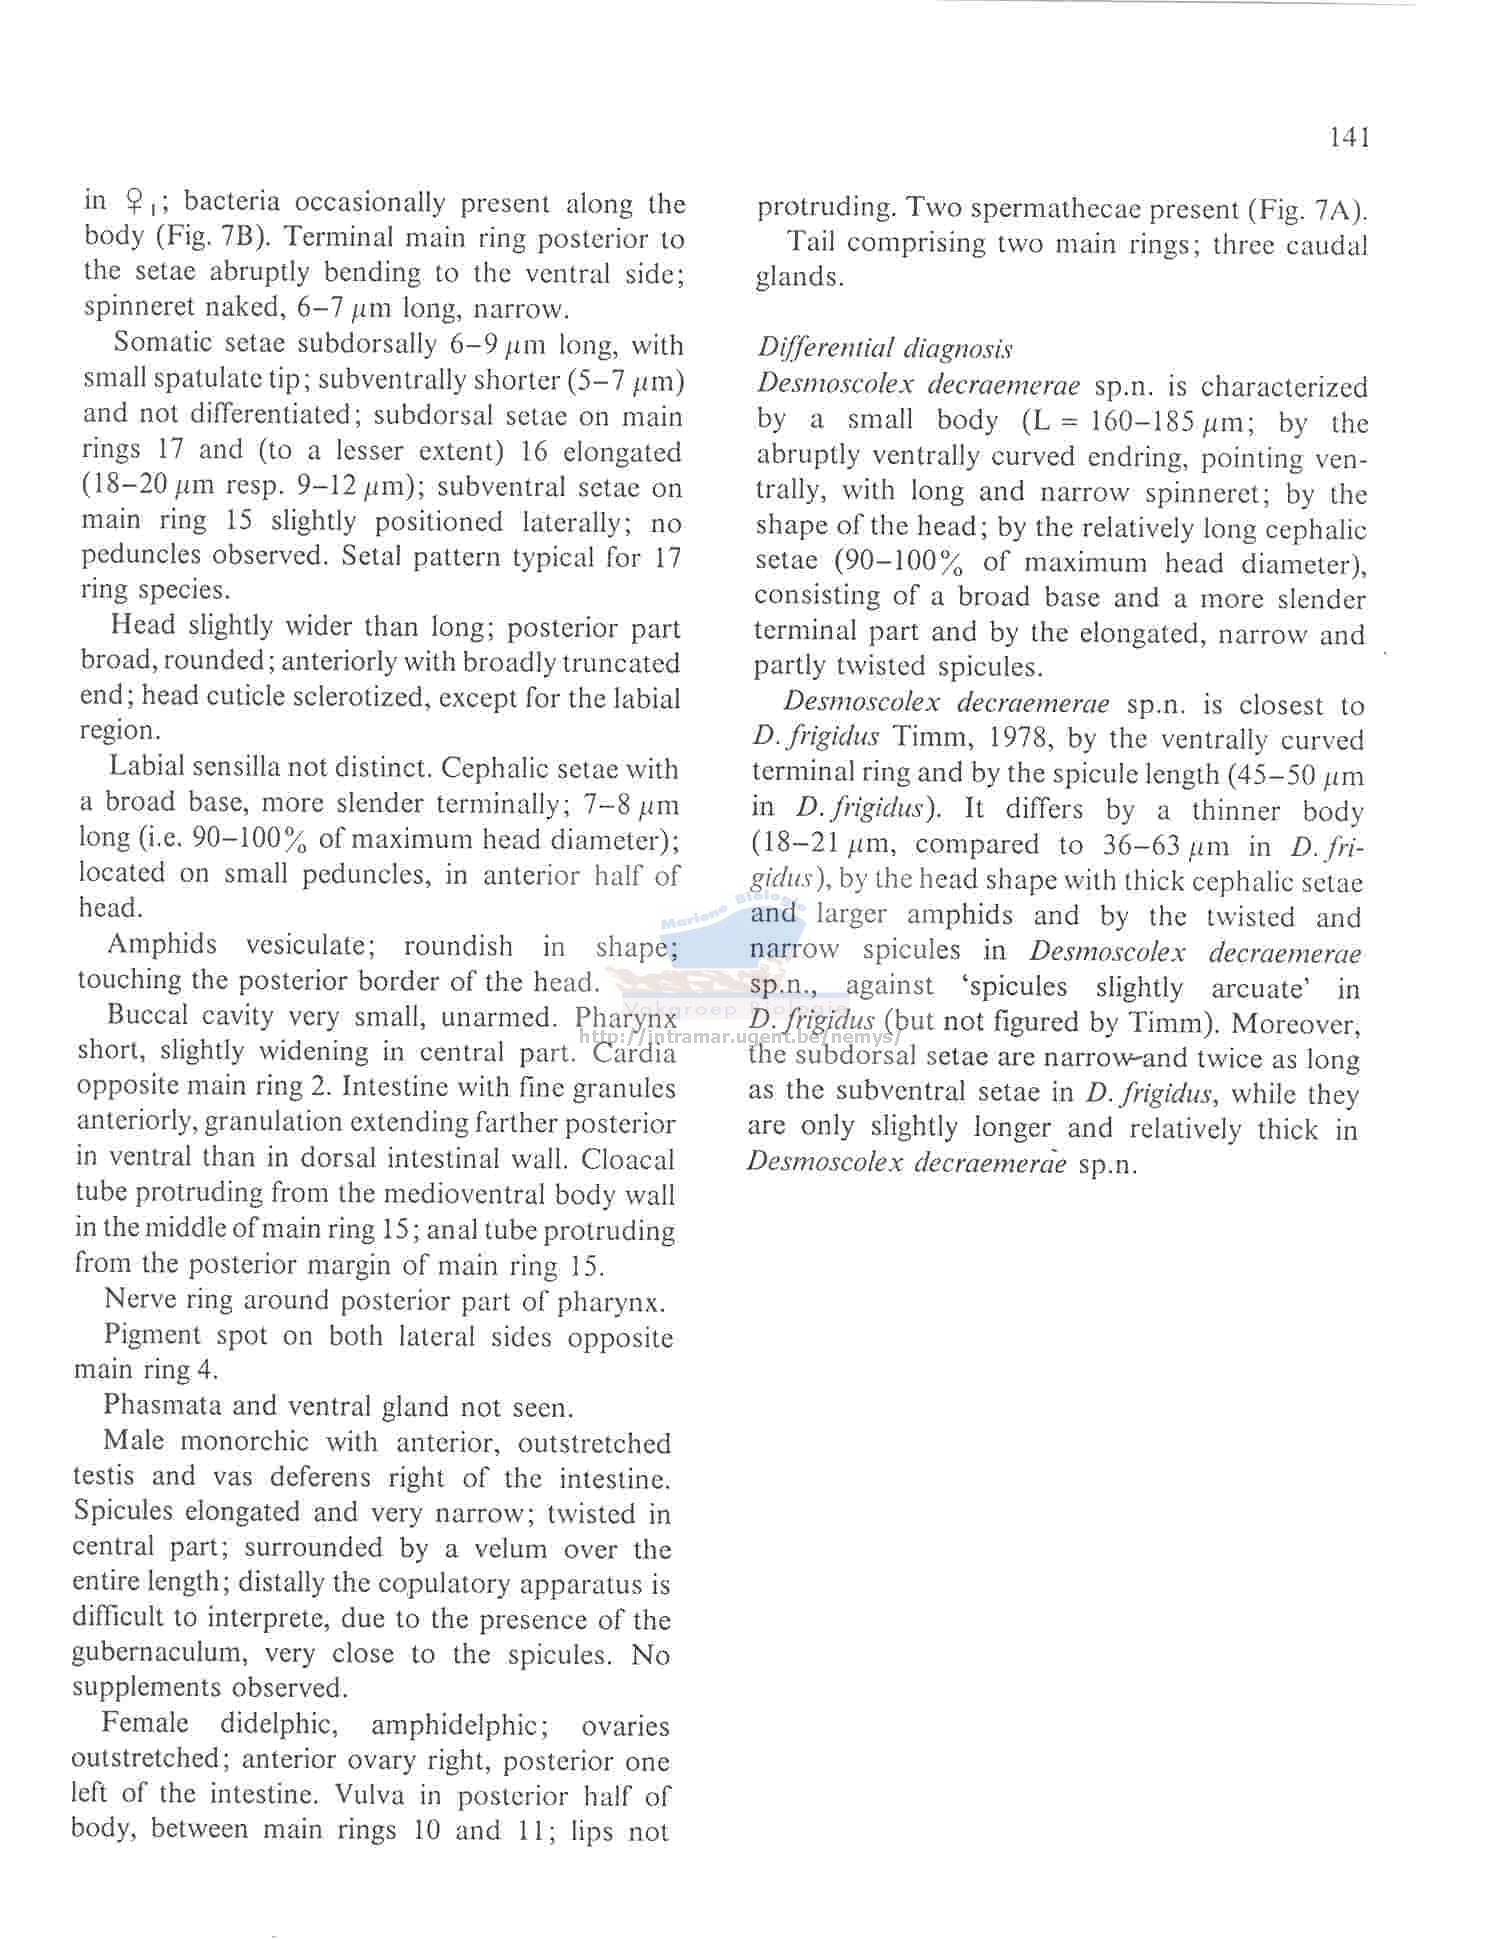 141
in ♀1; bacteria occasionally present along the
body (Fig. 7B). Terminal main ring posterior to
the setae abruptly bending to the ventral side;
spinneret naked, 6–7 μm long, narrow.
Somatic setae subdorsally 6–9 μm long, with
small spatulate tip; subventrally shorter (5–7 μm)
and not differentiated; subdorsal setae on main
rings 17 and (to a lesser extent) 16 elongated
(18–20 μm resp. 9–12 μm); subventral setae on
main ring 15 slightly positioned laterally; no
peduncles observed. Setal pattern typical for 17
ring species.
Head slightly wider than long; posterior part
broad, rounded; anteriorly with broadly truncated
end; head cuticle sclerotized, except for the labial
region.
Labial sensilla not distinct. Cephalic setae with
a broad base, more slender terminally; 7–8 μm
long (i.e. 90–100% of maximum head diameter);
located on small peduncles, in anterior half of
head.
Amphids vesiculate; roundish in shape;
touching the posterior border of the head.
Buccal cavity very small, unarmed. Pharynx
short, slightly widening in central part. Cardia
opposite main ring 2. Intestine with fine granules
anteriorly, granulation extending farther posterior
in ventral than in dorsal intestinal wall. Cloacal
tube protruding from the medioventral body wall
in the middle of main ring 15; anal tube protruding
from the posterior margin of main ring 15.
Nerve ring around posterior part of pharynx.
Pigment spot on both lateral sides opposite
main ring 4.
Phasmata and ventral gland not seen.
Male monorchic with anterior, outstretched
testis and vas deferens right of the intestine.
Spicules elongated and very narrow; twisted in
central part; surrounded by a velum over the
entire length; distally the copulatory apparatus is
difficult to interprete, due to the presence of the
gubernaculum, very close to the spicules. No
supplements observed.
Female didelphic, amphidelphic; ovaries
outstretched; anterior ovary right, posterior one
left of the intestine. Vulva in posterior half of
body, between main rings 10 and 11; lips not
protruding. Two spermathecae present (Fig. 7A).
Tail comprising two main rings; three caudal
glands.
Differential diagnosis
Desmoscolex decraemerae sp.n. is characterized
by a small body (L = 160–185 μm; by the
abruptly ventrally curved endring, pointing ven-
trally, with long and narrow spinneret; by the
shape of the head; by the relatively long cephalic
setae (90–100% of maximum head diameter),
consisting of a broad base and a more slender
terminal part and by the elongated, narrow and
partly twisted spicules.
Desmoscolex decraemerae sp.n. is closest to
D. frigidus Timm, 1978, by the ventrally curved
terminal ring and by the spicule length (45–50 μm
in D. frigidus). It differs by a thinner body
(18–21 μm, compared to 36–63 μm in D. fri-
gidus), by the head shape with thick cephalic setae
and larger amphids and by the twisted and
narrow spicules in Desmoscolex decraemerae
sp.n., against ‘spicules slightly arcuate’ in
D. frigidus (but not figured by Timm). Moreover,
the subdorsal setae are narrow and twice as long
as the subventral setae in D. frigidus, while they
are only slightly longer and relatively thick in
Desmoscolex decraemerae sp.n.
Mariene Biologie
Vakgroep Biologie
http://intramar.ugent.be/nemys/